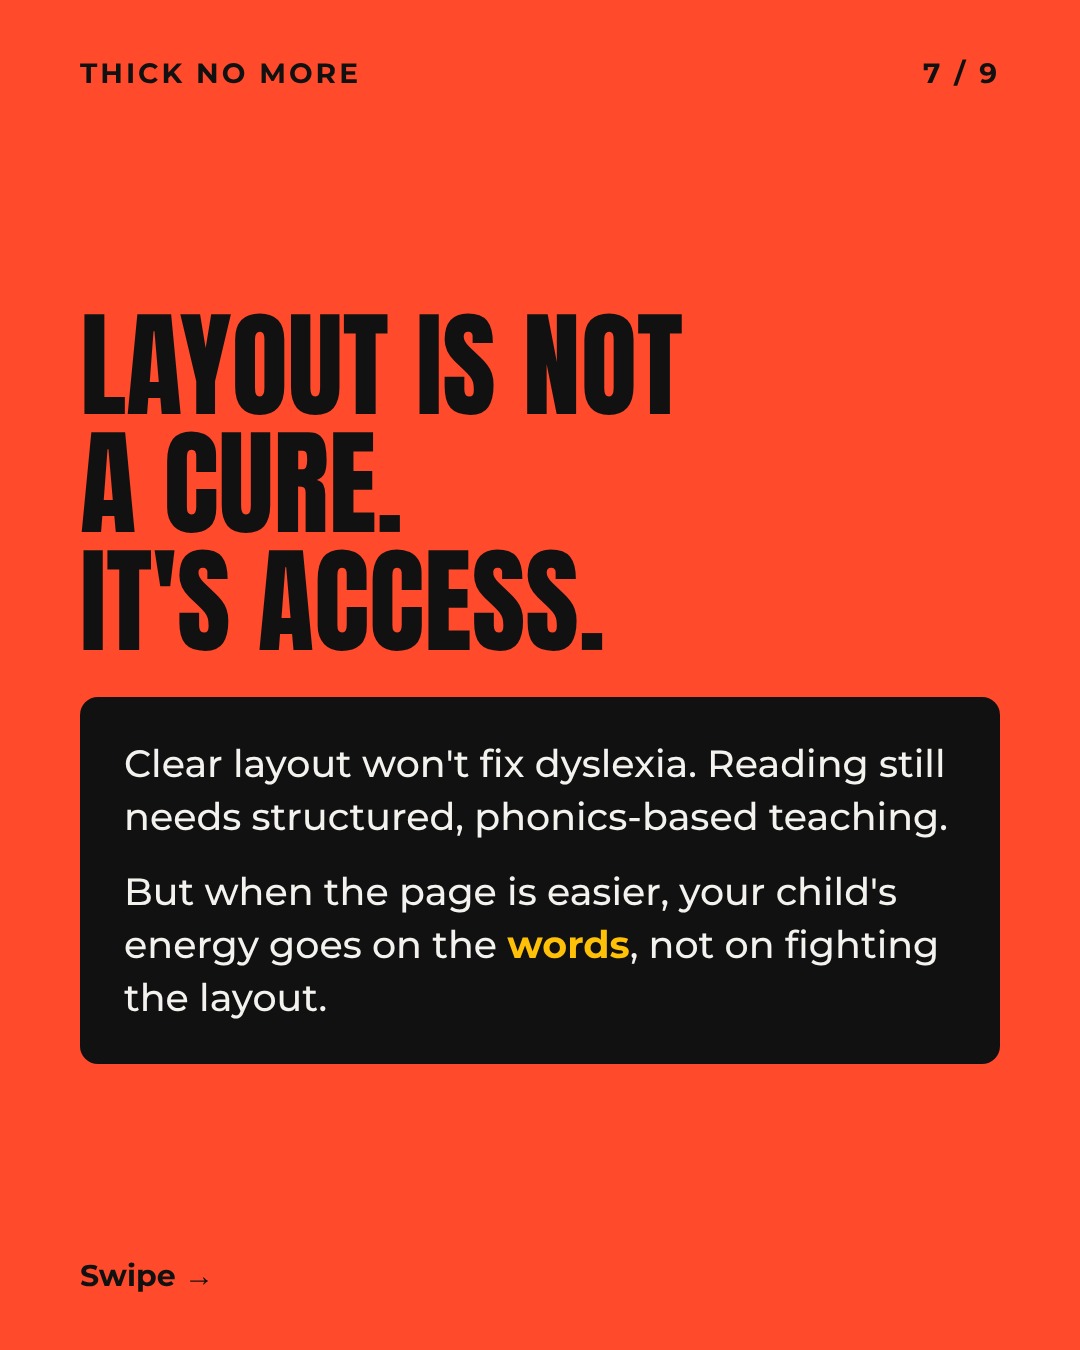 THICK NO MORE
7 / 9
LAYOUT IS NOT
A CURE.
IT'S ACCESS.
Clear layout won't fix dyslexia. Reading still
needs structured, phonics-based teaching.
But when the page is easier, your child's
energy goes on the words, not on fighting
the layout.
Swipe →